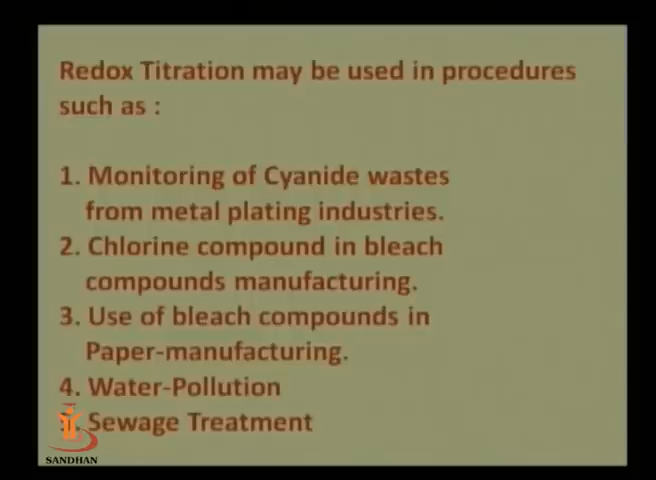 Redox Titration may be used in procedures
such as :
1. Monitoring of Cyanide wastes
from metal plating industries.
2. Chlorine compound in bleach
compounds manufacturing.
3. Use of bleach compounds in
Paper-manufacturing.
4. Water-Pollution
5. Sewage Treatment
SANDHAN